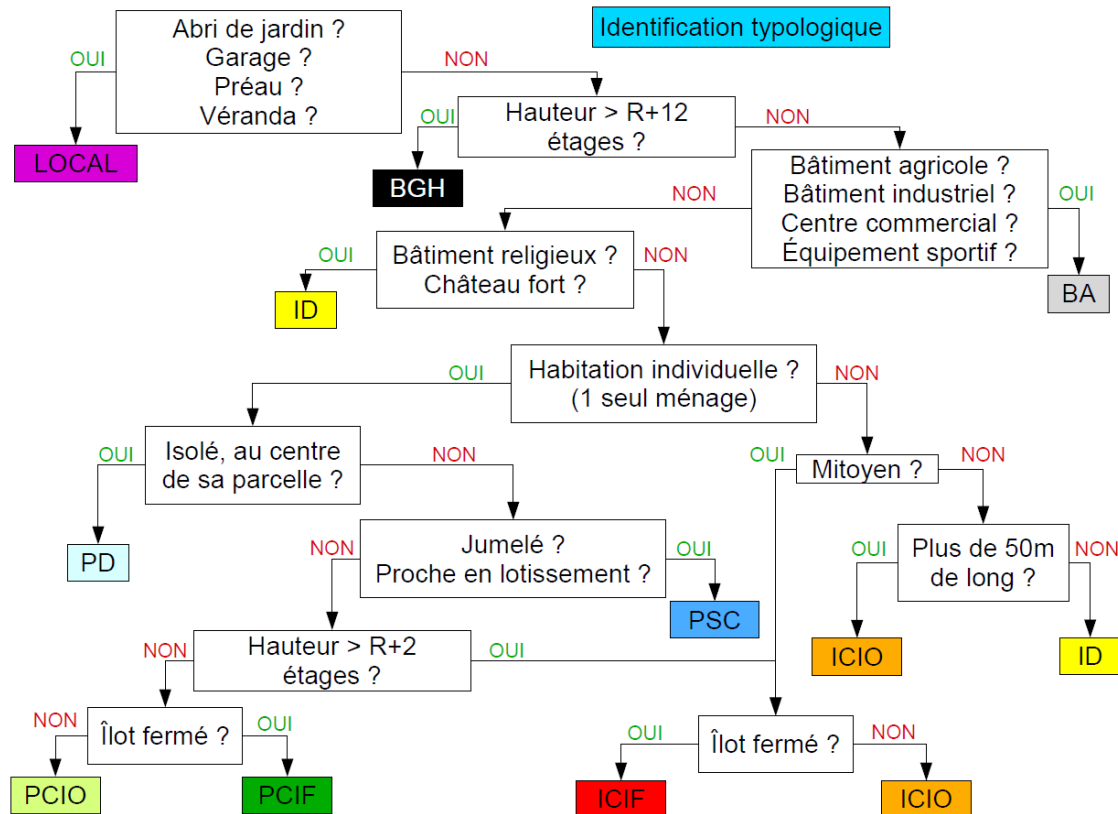 Identification typologique
Abri de jardin ?
Garage ?
Préau ?
Véranda ?
OUI
NON
LOCAL
Hauteur > R+12
étages ?
OUI
NON
BGH
Bâtiment agricole ?
Bâtiment industriel ?
Centre commercial ?
Équipement sportif ?
NON
OUI
BA
Bâtiment religieux ?
Château fort ?
OUI
NON
ID
Habitation individuelle ?
(1 seul ménage)
OUI
NON
Isolé, au centre
de sa parcelle ?
OUI
NON
PD
Mitoyen ?
OUI
NON
Jumelé ?
Proche en lotissement ?
NON
OUI
PSC
Plus de 50m
de long ?
OUI
NON
ICIO
ID
Hauteur > R+2
étages ?
NON
OUI
Îlot fermé ?
NON
OUI
PCIO
PCIF
Îlot fermé ?
OUI
NON
ICIF
ICIO